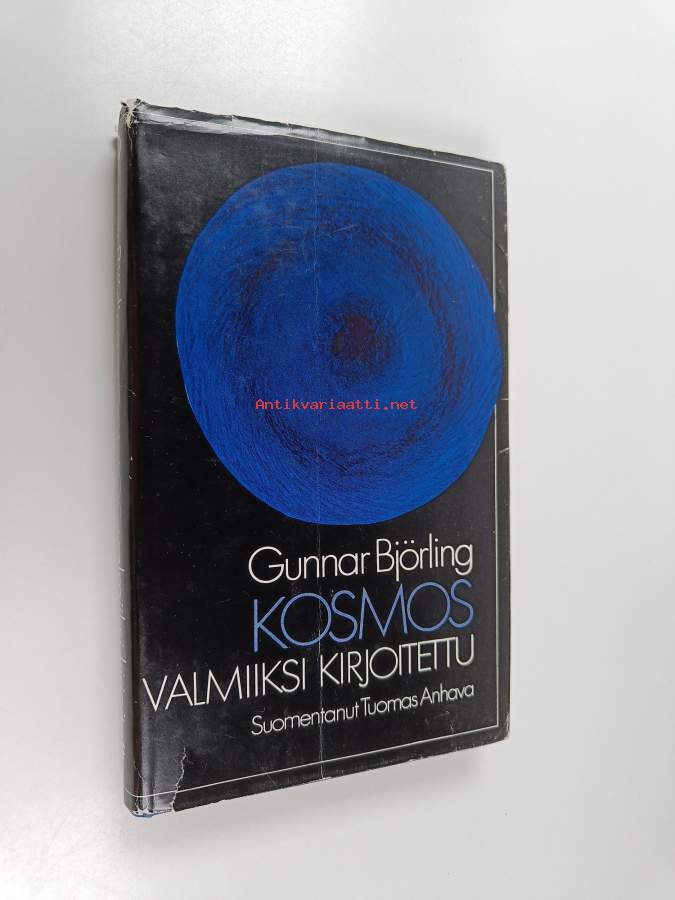 Antikvariaatti.net
Gunnar Björling
KOSMOS
VALMIIKSI KIRJOITETTU
Suomentanut Tuomas Anhava